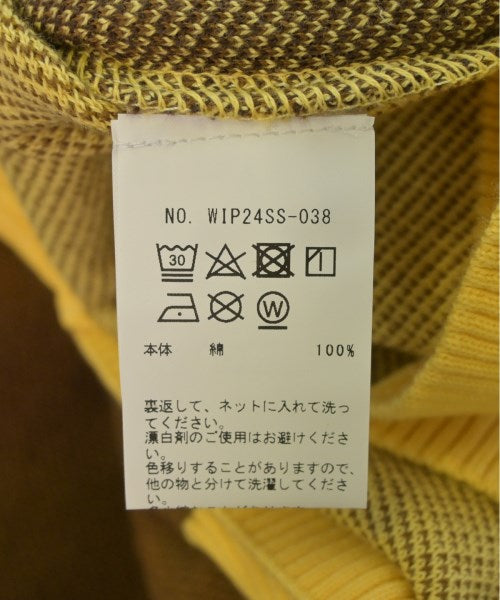 NO. WIP24SS-038
30
W
本体 綿 100%
裏返して、ネットに入れて洗っ
てください。
漂白剤のご使用はお避けくださ
い。
色移りすることがありますので、
他の物と分けて洗濯してくださ
い。